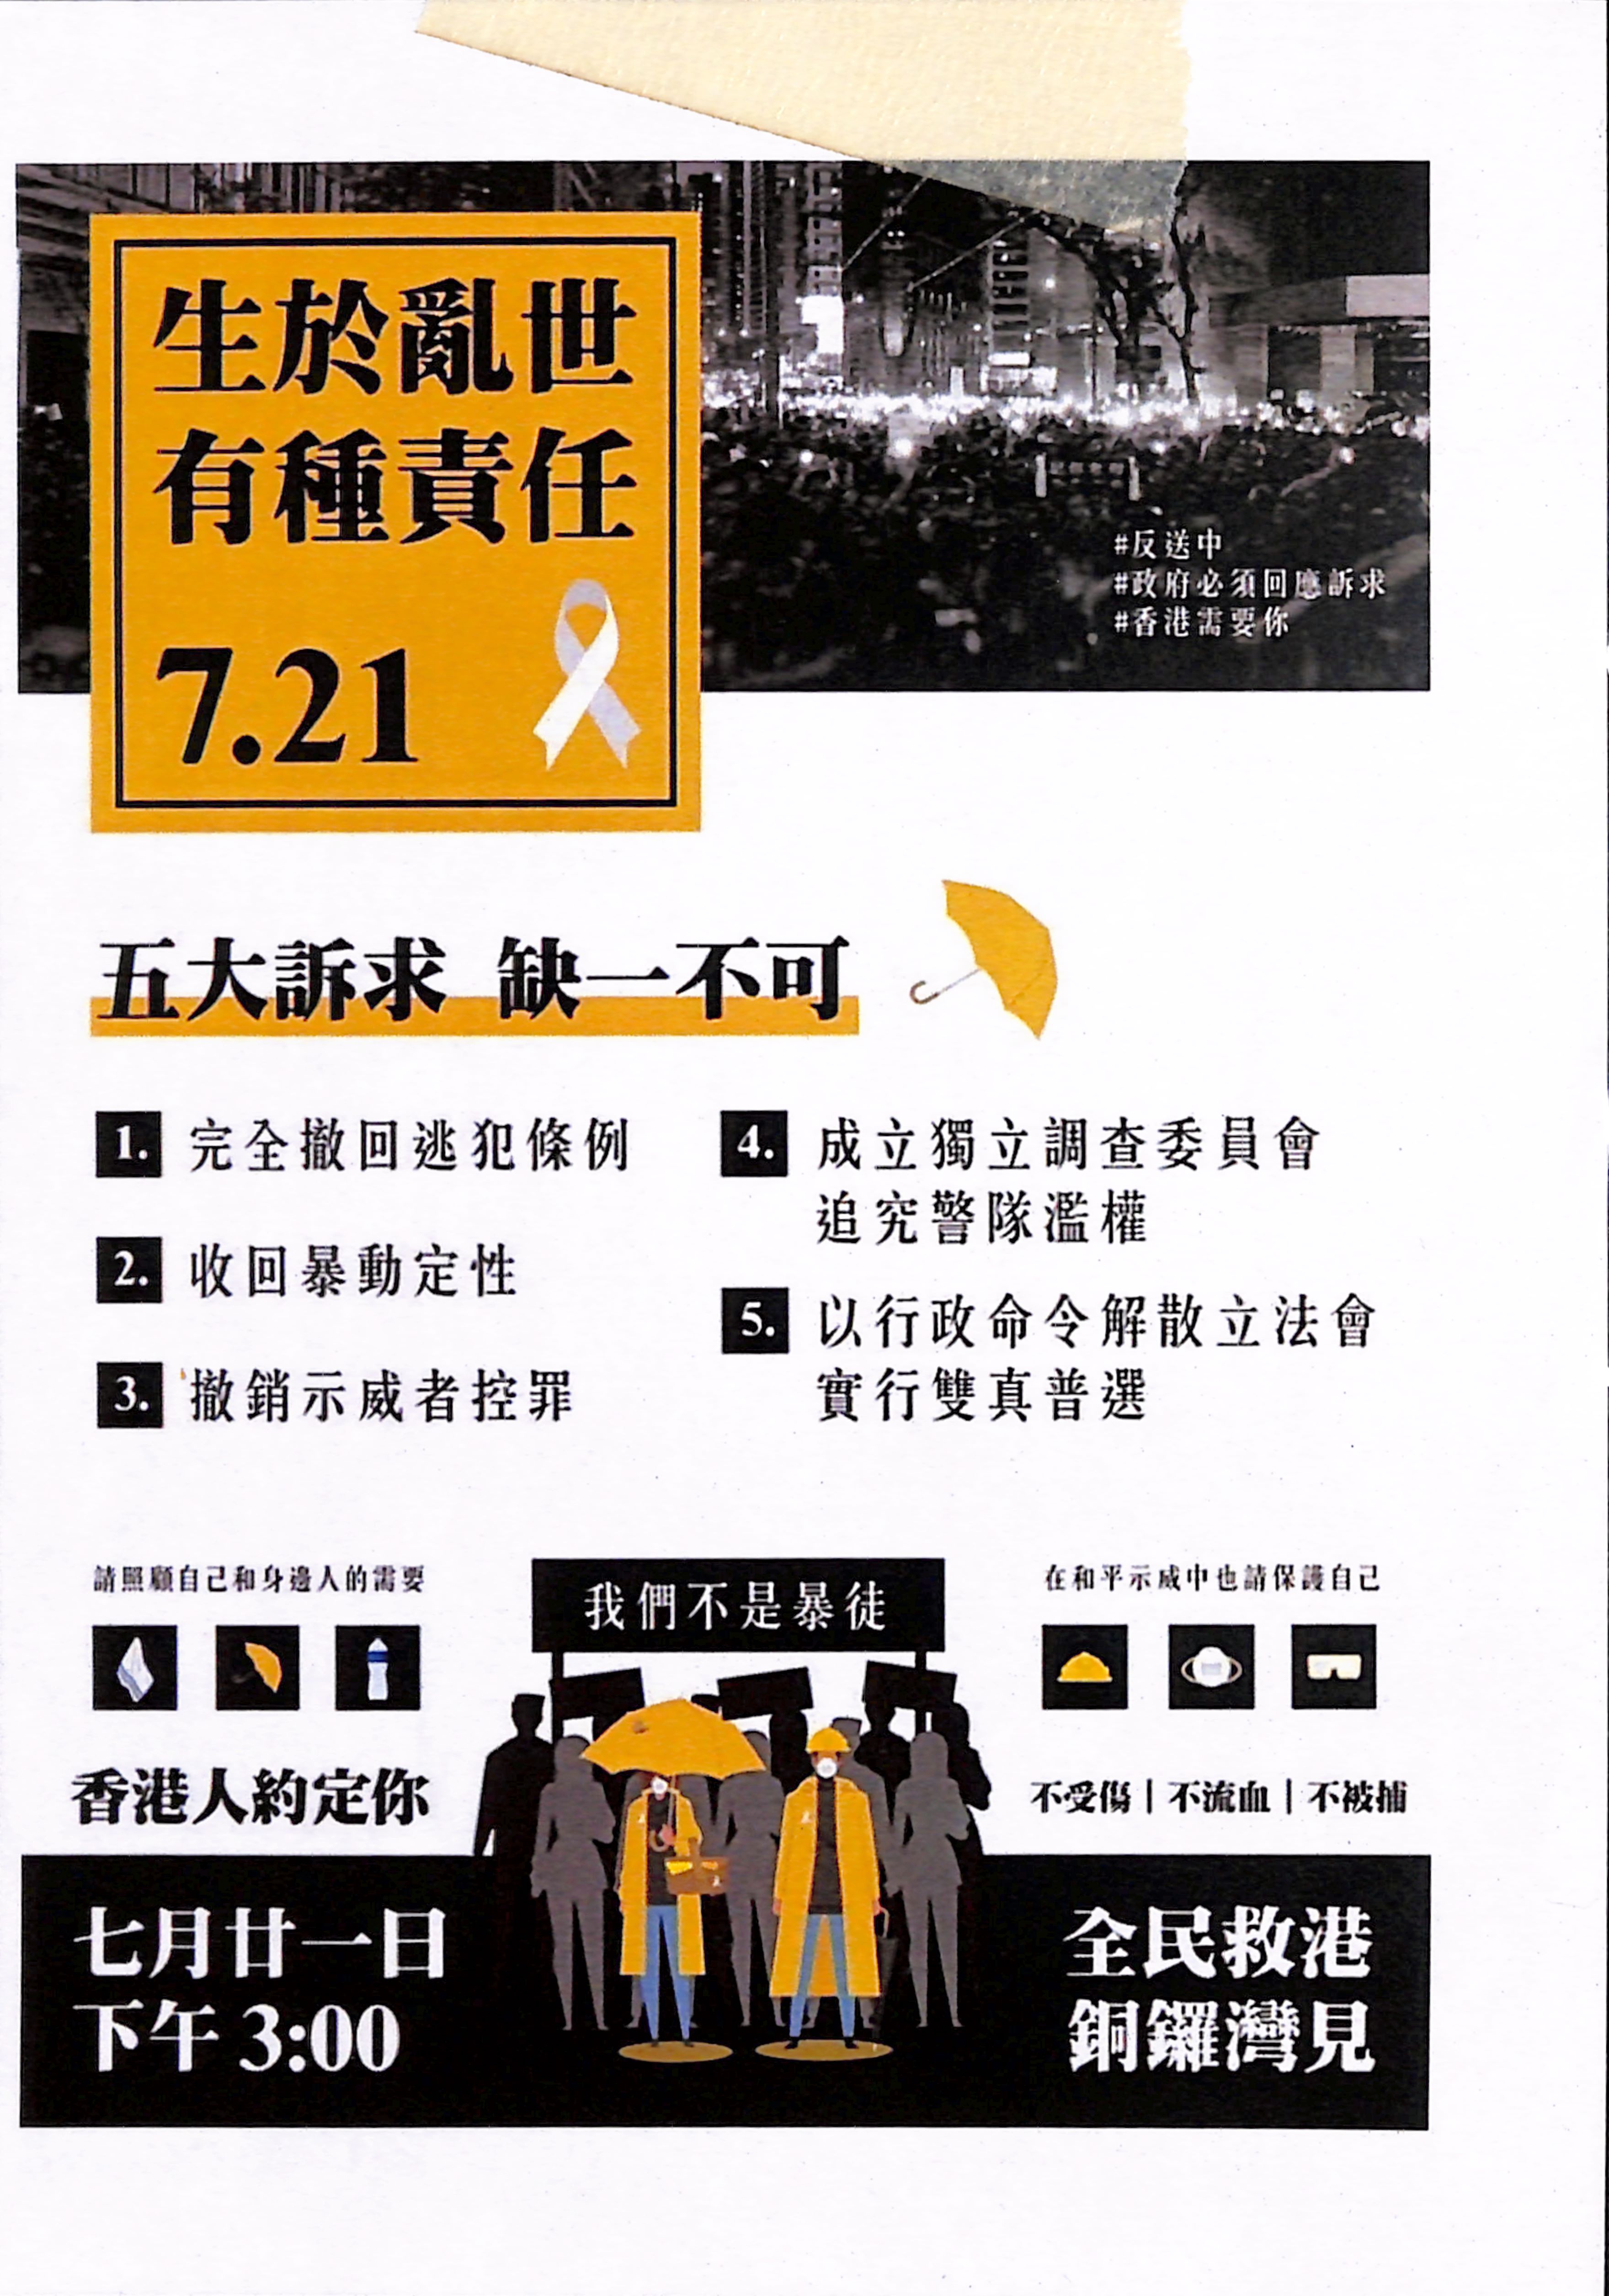 生於亂世
有種責任
7.21
#反送中
#政府必須回應訴求
#香港需要你
五大訴求 缺一不可
1. 完全撤回逃犯條例
2. 收回暴動定性
3. 撤銷示威者控罪
4. 成立獨立調查委員會
追究警隊濫權
5. 以行政命令解散立法會
實行雙真普選
請照顧自己和身邊人的需要
我們不是暴徒
在和平示威中也請保護自己
香港人約定你
不受傷 | 不流血 | 不被捕
七月廿一日
下午 3:00
全民救港
銅鑼灣見